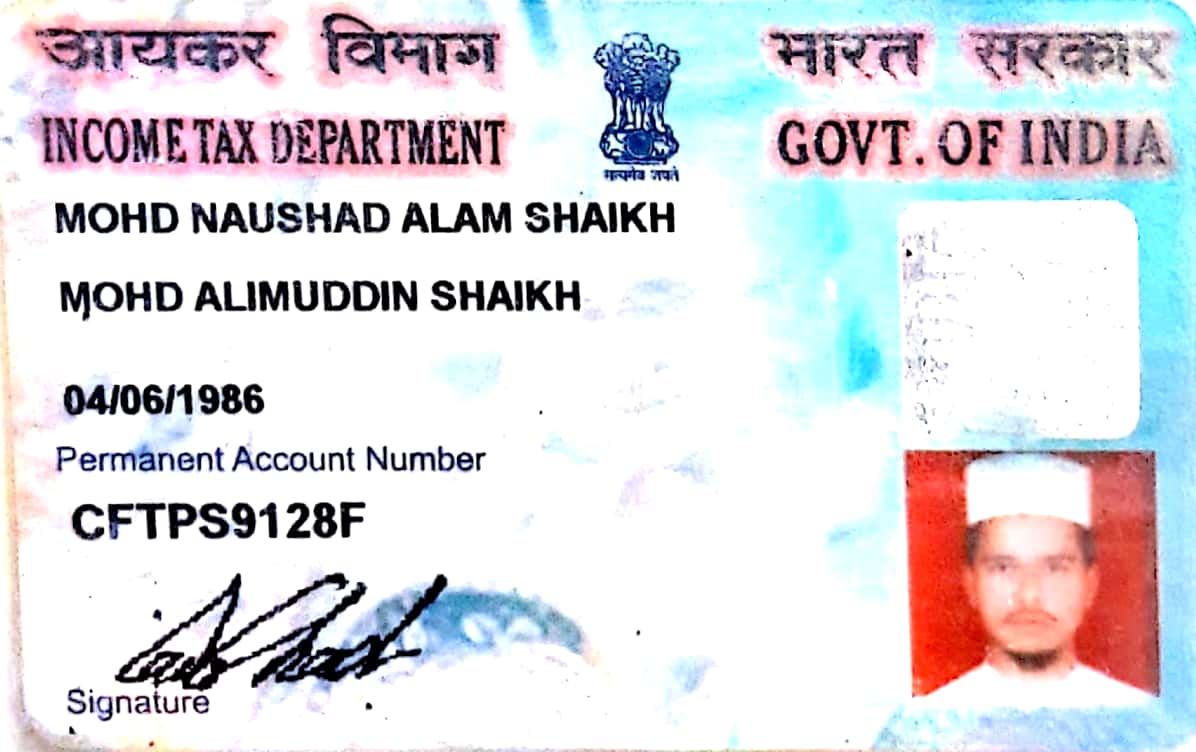 आयकर विभाग
भारत सरकार
INCOME TAX DEPARTMENT
GOVT. OF INDIA
सत्यमेव जयते
MOHD NAUSHAD ALAM SHAIKH
MOHD ALIMUDDIN SHAIKH
04/06/1986
Permanent Account Number
CFTPS9128F
Signature